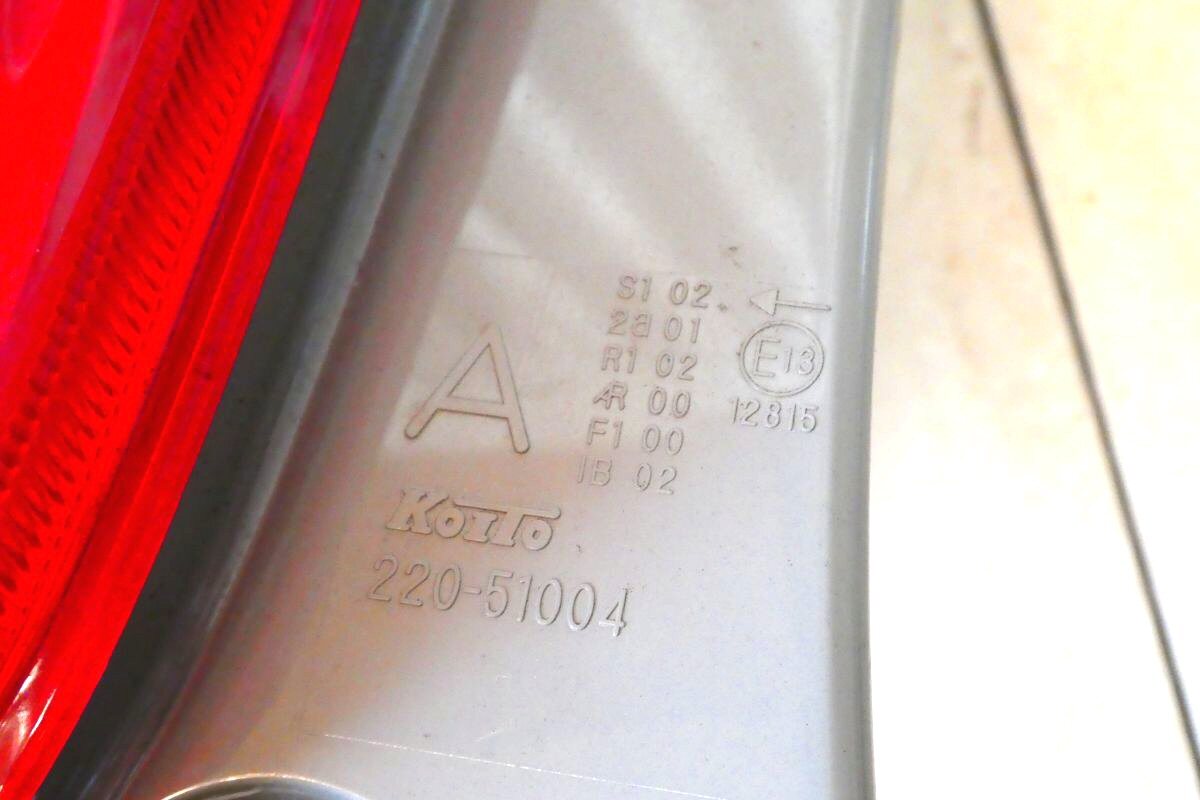 S1 02
2a 01
R1 02
AR 00
F1 00
IB 02
E13
12815
A
KOITO
220-51004